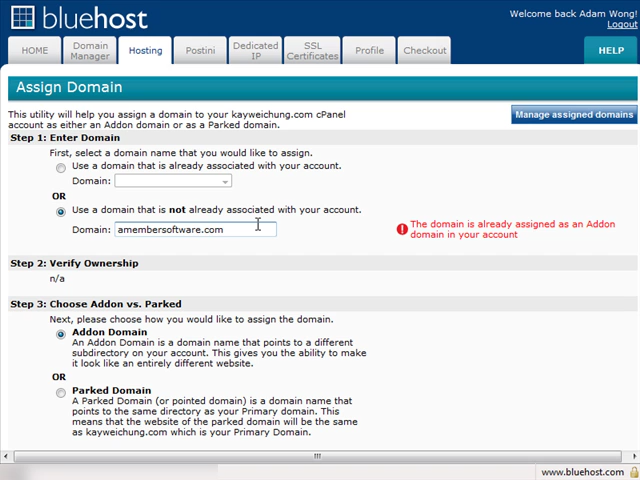 bluehost
Welcome back Adam Wong!
Logout
HOME
Domain Manager
Hosting
Postini
Dedicated IP
SSL Certificates
Profile
Checkout
HELP
Assign Domain
This utility will help you assign a domain to your kayweichung.com cPanel
account as either an Addon domain or as a Parked domain.
Manage assigned domains
Step 1: Enter Domain
First, select a domain name that you would like to assign.
Use a domain that is already associated with your account.
Domain:
OR
Use a domain that is not already associated with your account.
Domain: amembersoftware.com
The domain is already assigned as an Addon
domain in your account
Step 2: Verify Ownership
n/a
Step 3: Choose Addon vs. Parked
Next, please choose how you would like to assign the domain.
Addon Domain
An Addon Domain is a domain name that points to a different
subdirectory on your account. This gives you the ability to make
it look like an entirely different website.
OR
Parked Domain
A Parked Domain (or pointed domain) is a domain name that
points to the same directory as your Primary domain. This
means that the website of the parked domain will be the same
as kayweichung.com which is your Primary Domain.
www.bluehost.com